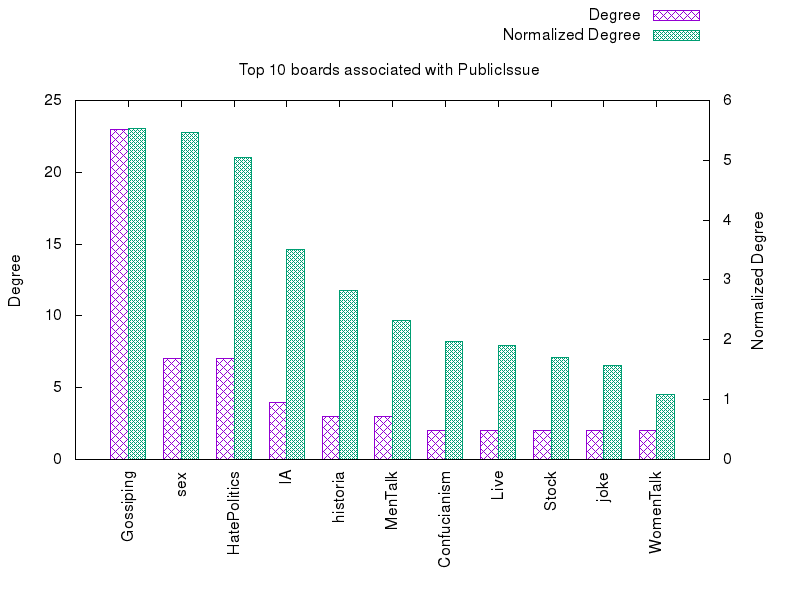 Degree
Normalized Degree
Top 10 boards associated with PublicIssue
25
20
15
10
5
0
Degree
6
5
4
3
2
1
0
Normalized Degree
Gossiping
sex
HatePolitics
IA
historia
MenTalk
Confucianism
Live
Stock
joke
WomenTalk